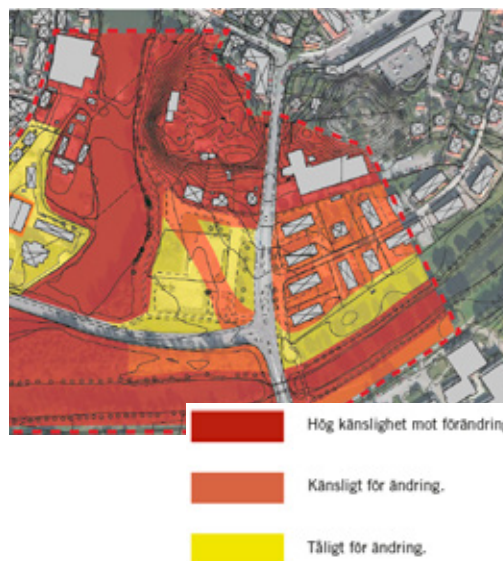 Hög känslighet mot förändring
Känsligt för ändring.
Tåligt för ändring.